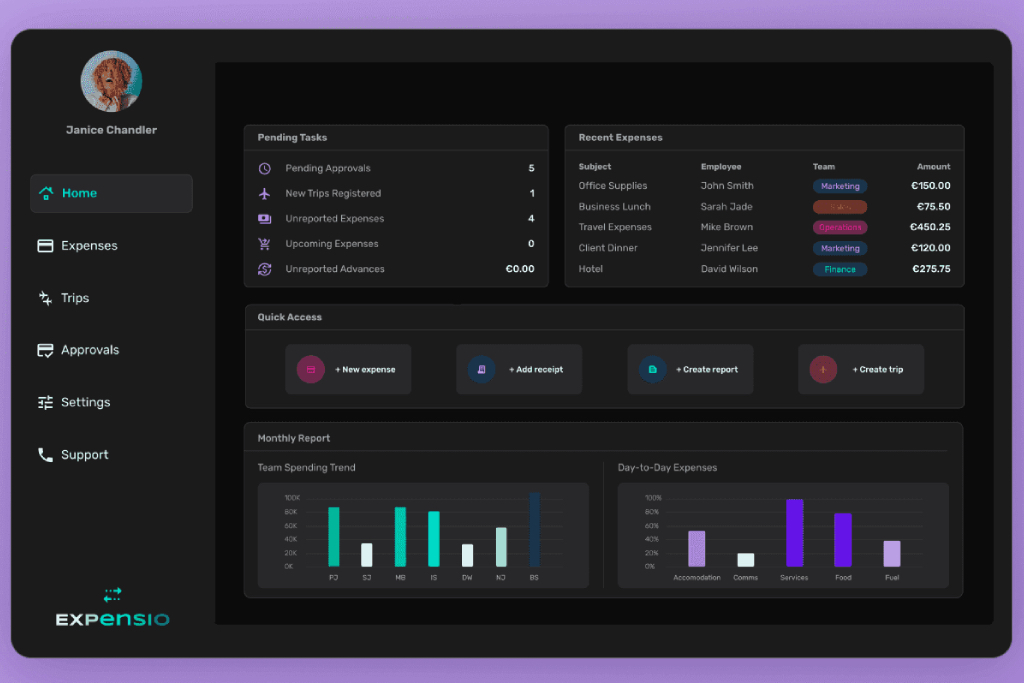 Janice Chandler
Home
Expenses
Trips
Approvals
Settings
Support
EXPENSIO
Pending Tasks
Pending Approvals 5
New Trips Registered 1
Unreported Expenses 4
Upcoming Expenses 0
Unreported Advances €0.00
Recent Expenses
Subject Employee Team Amount
Office Supplies John Smith Marketing €150.00
Business Lunch Sarah Jade €75.50
Travel Expenses Mike Brown Operations €450.25
Client Dinner Jennifer Lee Marketing €120.00
Hotel David Wilson Finance €275.75
Quick Access
+ New expense + Add receipt + Create report + Create trip
Monthly Report
Team Spending Trend
100K
80K
60K
40K
20K
0K
PJ SJ MB IS DW NJ BS
Day-to-Day Expenses
100%
80%
60%
40%
20%
0%
Accomodation Comms Services Food Fuel